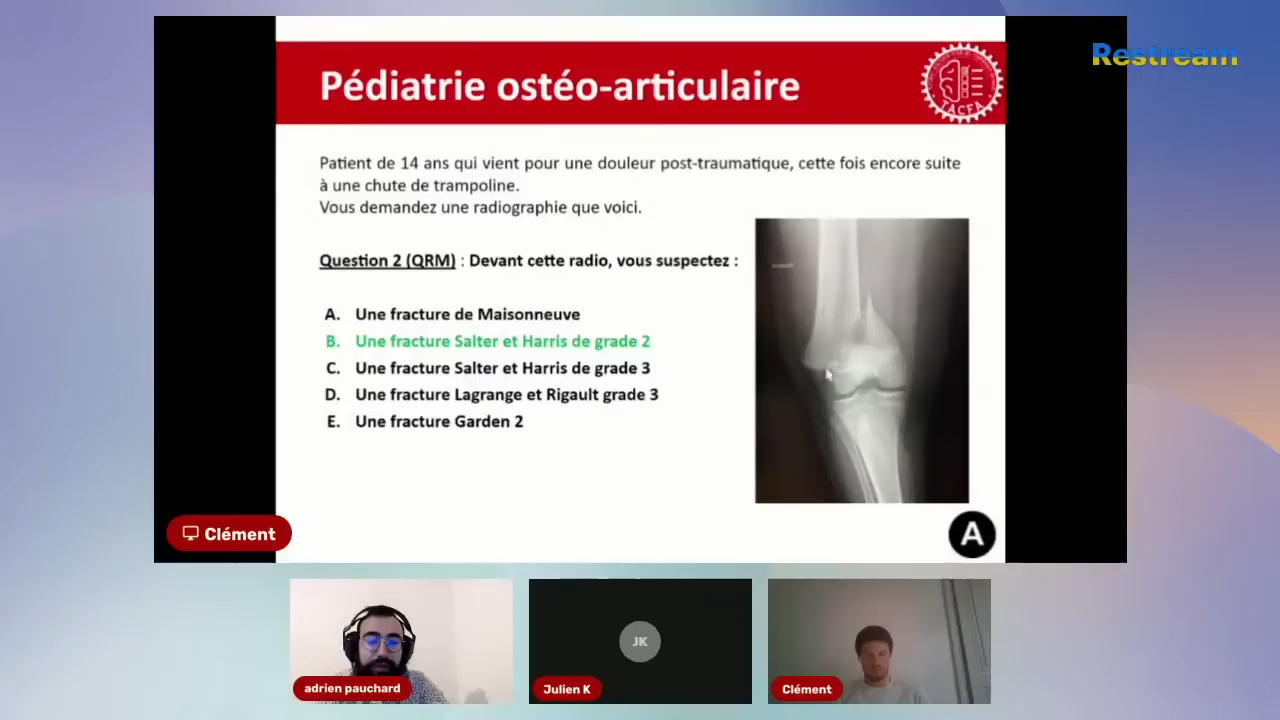 Restream
Pédiatrie ostéo-articulaire
TACFA
Patient de 14 ans qui vient pour une douleur post-traumatique, cette fois encore suite
à une chute de trampoline.
Vous demandez une radiographie que voici.
Question 2 (QRM) : Devant cette radio, vous suspectez :
A. Une fracture de Maisonneuve
B. Une fracture Salter et Harris de grade 2
C. Une fracture Salter et Harris de grade 3
D. Une fracture Lagrange et Rigault grade 3
E. Une fracture Garden 2
A
Clément
JK
adrien pauchard
Julien K
Clément